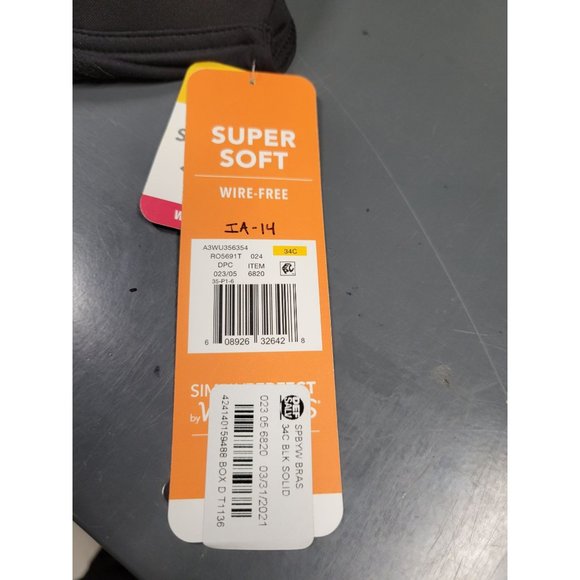 SUPER
SOFT
WIRE-FREE
IA-14
A3WU356354
RO5691T 024 34C
DPC ITEM
023/05 6820
35-P1-6
6 08926 32642 8
by
SPBYW BRAS
34C BLK SOLID
023 05 6820 03/31/2021
424140159488 BOX D T1136